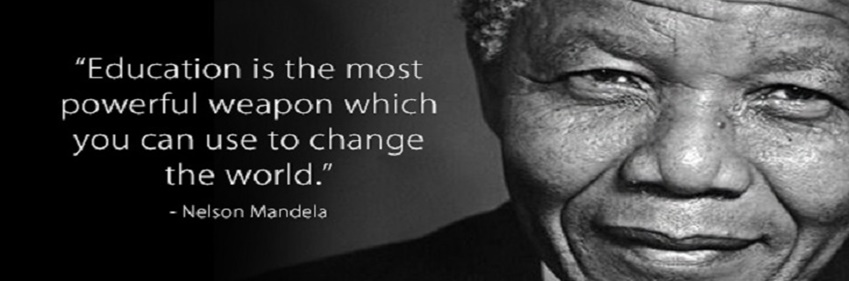 “Education is the most
powerful weapon which
you can use to change
the world.”
- Nelson Mandela